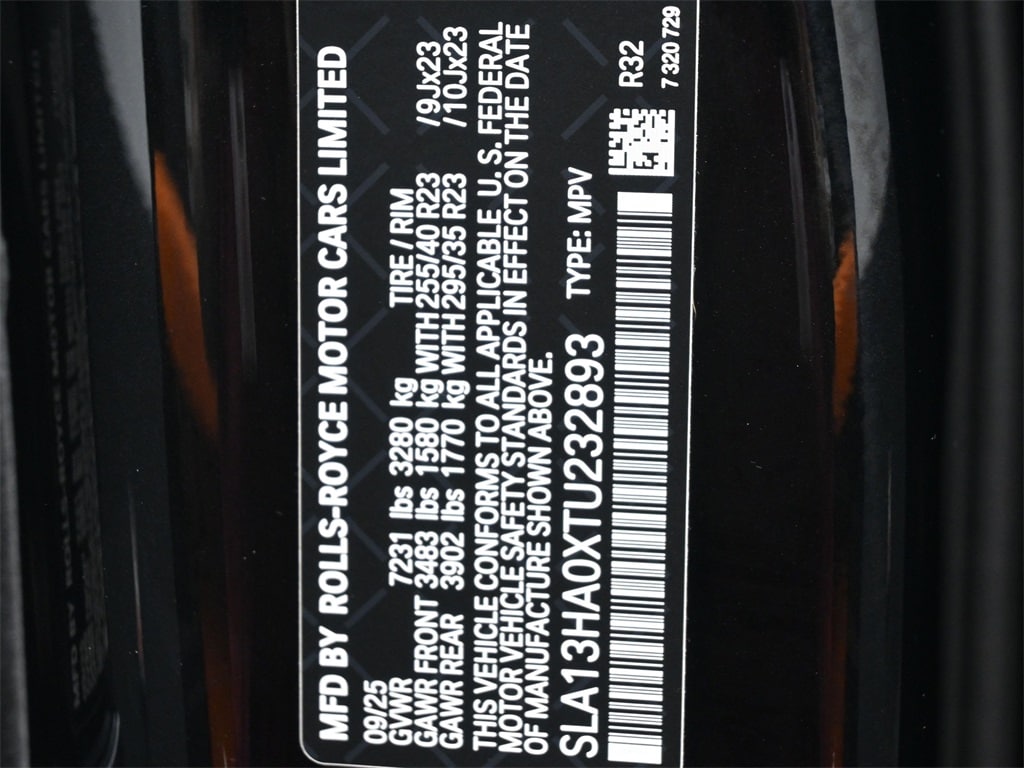 MFD BY ROLLS-ROYCE MOTOR CARS LIMITED
09/25
GVWR 7231 lbs 3280 kg TIRE / RIM
GAWR FRONT 3483 lbs 1580 kg WITH 255/40 R23 /9Jx23
GAWR REAR 3902 lbs 1770 kg WITH 295/35 R23 /10Jx23
THIS VEHICLE CONFORMS TO ALL APPLICABLE U. S. FEDERAL
MOTOR VEHICLE SAFETY STANDARDS IN EFFECT ON THE DATE
OF MANUFACTURE SHOWN ABOVE.
SLA13HA0XTU232893 TYPE: MPV
R32
7 320 729